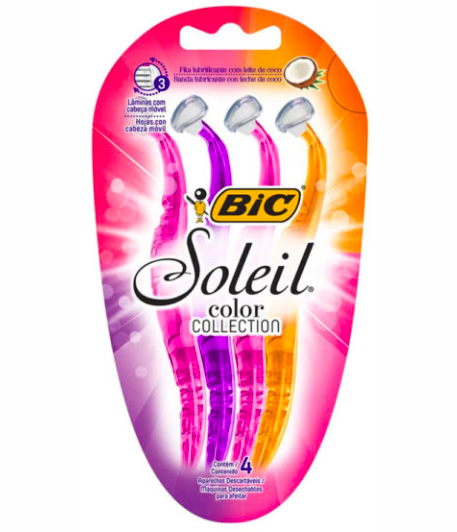 Fita lubrificante com leite de coco
Banda lubricante con leche de coco
3
Lâminas com
cabeça móvel
Hojas con
cabeza móvil
BiC
Soleil®
color
COLLECTION
Contém /
Contenido
4
Aparelhos Descartáveis /
Máquinas Desechables
para afeitar